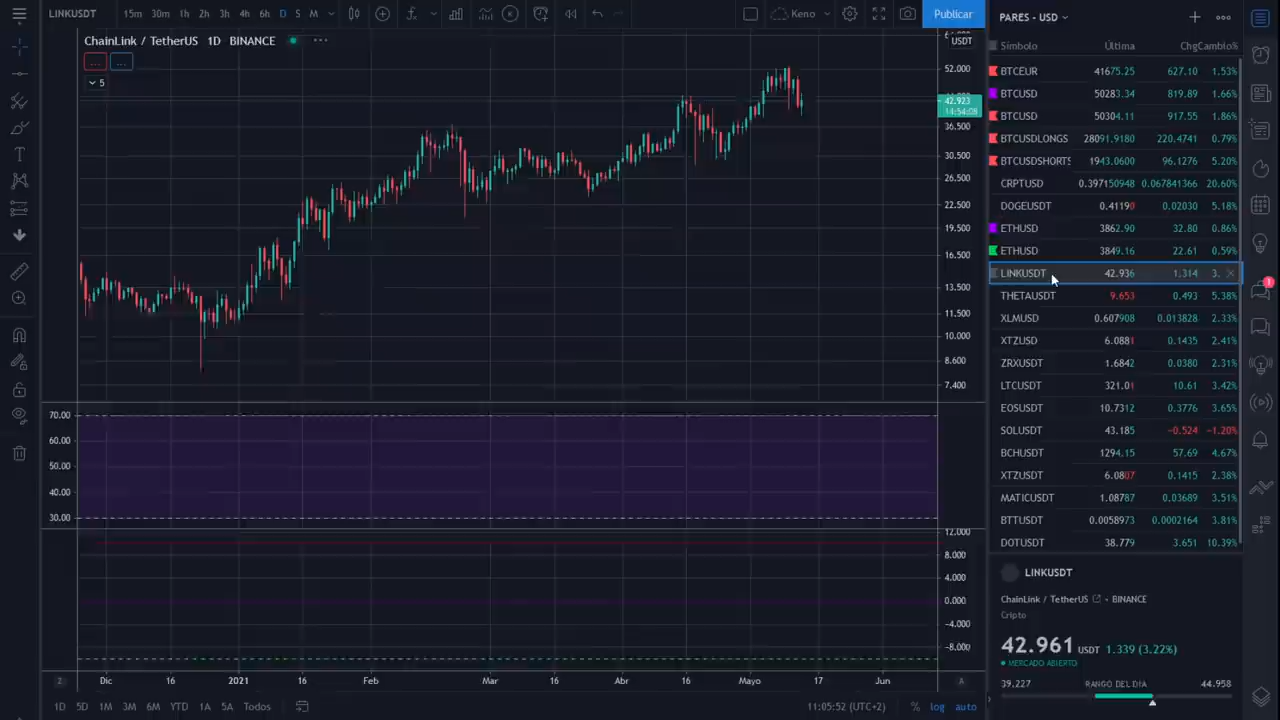 LINKUSDT 15m 30m 1h 2h 3h 4h 6h D S M Keno Publicar
ChainLink / TetherUS 1D BINANCE
... ...
5
USDT
52.000
42.923
14:54:08
36.500
30.500
26.500
22.500
19.500
16.500
13.500
11.500
10.000
8.600
7.400
70.00
60.00
50.00
40.00
30.00
12.000
8.000
4.000
0.000
-4.000
-8.000
Z Dic 16 2021 16 Feb Mar 16 Abr 16 Mayo 17 Jun A
1D 5D 1M 3M 6M YTD 1A 5A Todos 11:05:52 (UTC+2) % log auto
PARES - USD
Símbolo Última Chg Cambio%
BTCEUR 41675.25 627.10 1.53%
BTCUSD 50283.34 819.89 1.66%
BTCUSD 50304.11 917.55 1.86%
BTCUSDLONGS 28091.9180 220.4741 0.79%
BTCUSDSHORTS 1943.0600 96.1276 5.20%
CRPTUSD 0.397150948 0.067841366 20.60%
DOGEUSDT 0.41190 0.02030 5.18%
ETHUSD 3862.90 32.80 0.86%
ETHUSD 3849.16 22.61 0.59%
LINKUSDT 42.936 1.314 3.
THETAUSDT 9.653 0.493 5.38%
XLMUSD 0.607908 0.013828 2.33%
XTZUSD 6.0881 0.1435 2.41%
ZRXUSDT 1.6842 0.0380 2.31%
LTCUSDT 321.01 10.61 3.42%
EOSUSDT 10.7312 0.3776 3.65%
SOLUSDT 43.185 -0.524 -1.20%
BCHUSDT 1294.15 57.69 4.67%
XTZUSDT 6.0807 0.1415 2.38%
MATICUSDT 1.08787 0.03689 3.51%
BTTUSDT 0.0058973 0.0002164 3.81%
DOTUSDT 38.779 3.651 10.39%
LINKUSDT
ChainLink / TetherUS - BINANCE
Cripto
42.961 USDT 1.339 (3.22%)
MERCADO ABIERTO
39.227 RANGO DEL DÍA 44.958
1